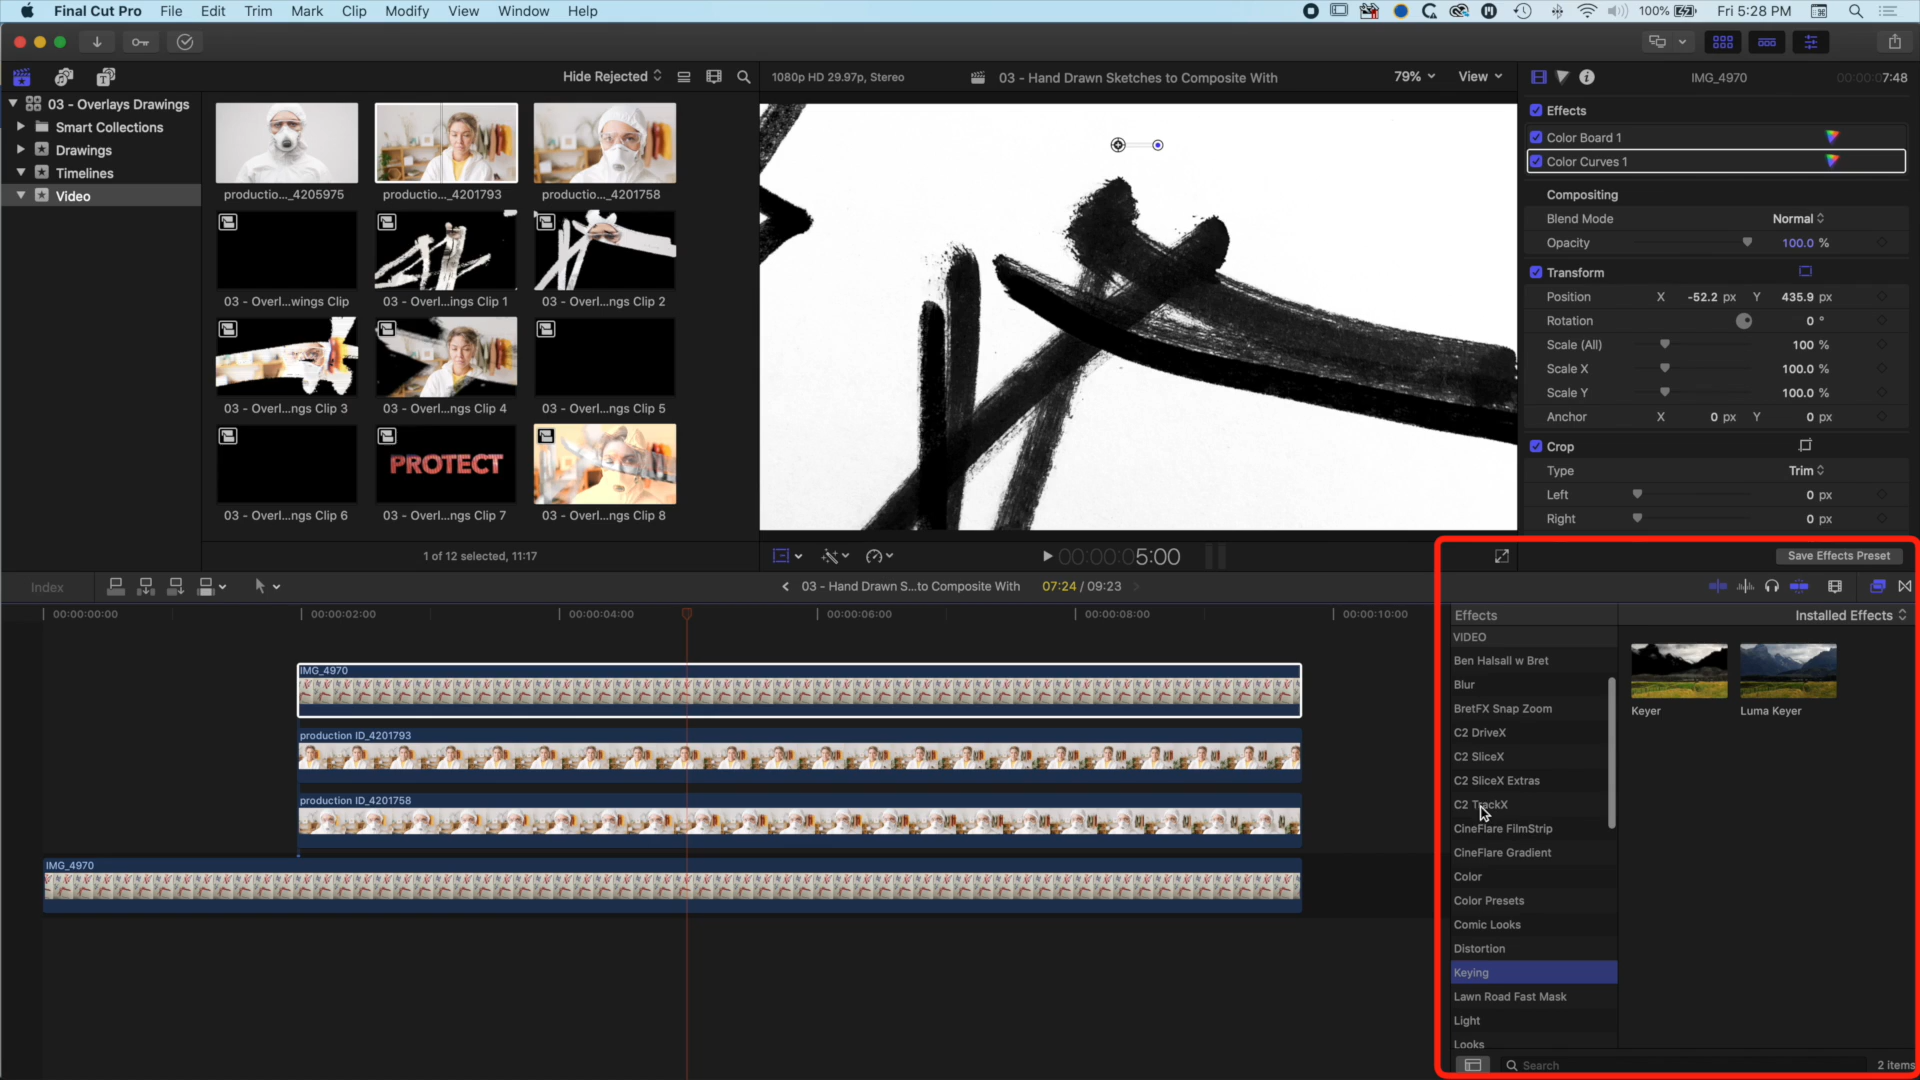 Final Cut Pro File Edit Trim Mark Clip Modify View Window Help 100% Fri 5:28 PM
Hide Rejected
1080p HD 29.97p, Stereo 03 - Hand Drawn Sketches to Composite With 79% View
IMG_4970 00:00:07:48
03 - Overlays Drawings
Smart Collections
Drawings
Timelines
Video
productio..._4205975 productio..._4201793 productio..._4201758
03 - Overl...wings Clip 03 - Overl...ings Clip 1 03 - Overl...ngs Clip 2
03 - Overl...ngs Clip 3 03 - Overl...ngs Clip 4 03 - Overl...ngs Clip 5
PROTECT
03 - Overl...ngs Clip 6 03 - Overl...ngs Clip 7 03 - Overl...ngs Clip 8
1 of 12 selected, 11:17
00:00:05:00
Effects
Color Board 1
Color Curves 1
Compositing
Blend Mode Normal
Opacity 100.0 %
Transform
Position X -52.2 px Y 435.9 px
Rotation 0 °
Scale (All) 100 %
Scale X 100.0 %
Scale Y 100.0 %
Anchor X 0 px Y 0 px
Crop
Type Trim
Left 0 px
Right 0 px
Save Effects Preset
Index
03 - Hand Drawn S...to Composite With 07:24 / 09:23
00:00:00:00 00:00:02:00 00:00:04:00 00:00:06:00 00:00:08:00 00:00:10:00
IMG_4970
production ID_4201793
production ID_4201758
IMG_4970
Effects Installed Effects
VIDEO
Ben Halsall w Bret
Blur
BretFX Snap Zoom
C2 DriveX
C2 SliceX
C2 SliceX Extras
C2 TrackX
CineFlare FilmStrip
CineFlare Gradient
Color
Color Presets
Comic Looks
Distortion
Keying
Lawn Road Fast Mask
Light
Looks
Keyer Luma Keyer
Search 2 items